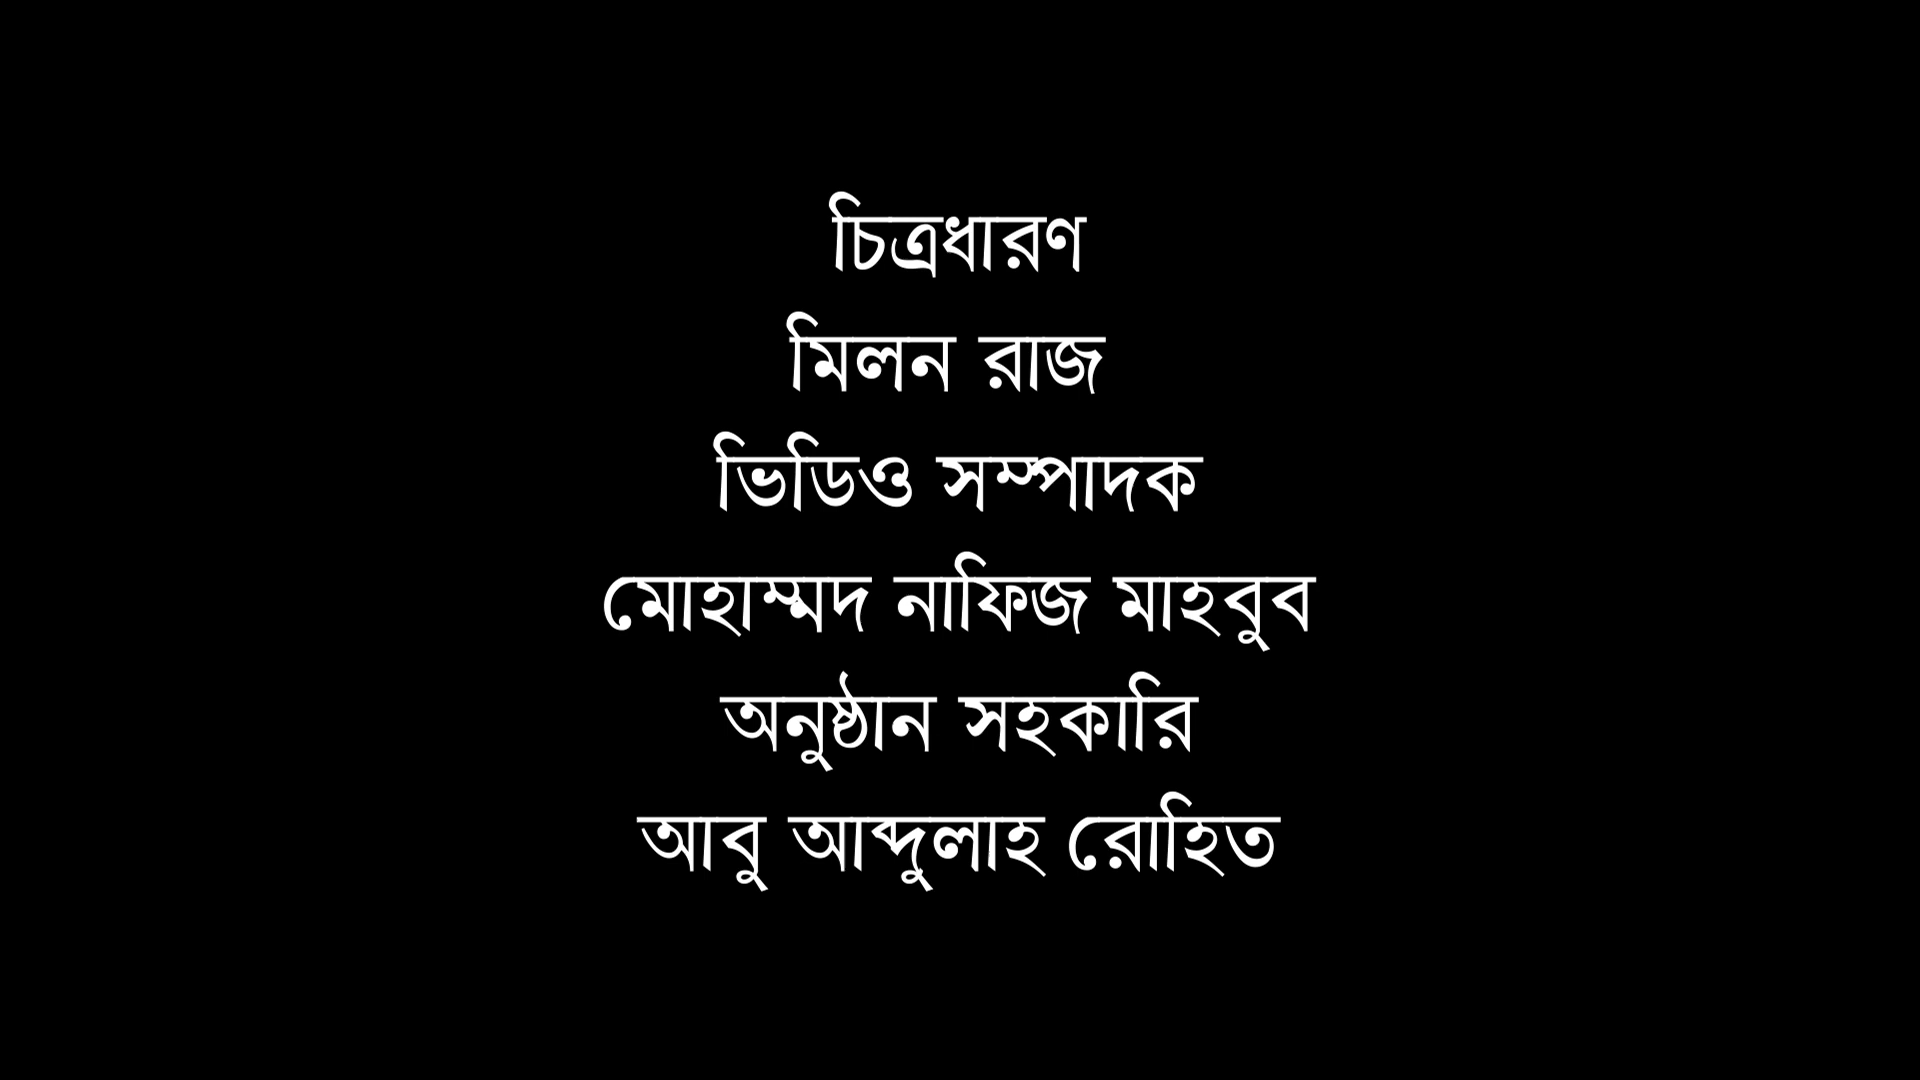 চিত্রধারণ
মিলন রাজ
ভিডিও সম্পাদক
মোহাম্মদ নাফিজ মাহবুব
অনুষ্ঠান সহকারি
আবু আব্দুলাহ রোহিত